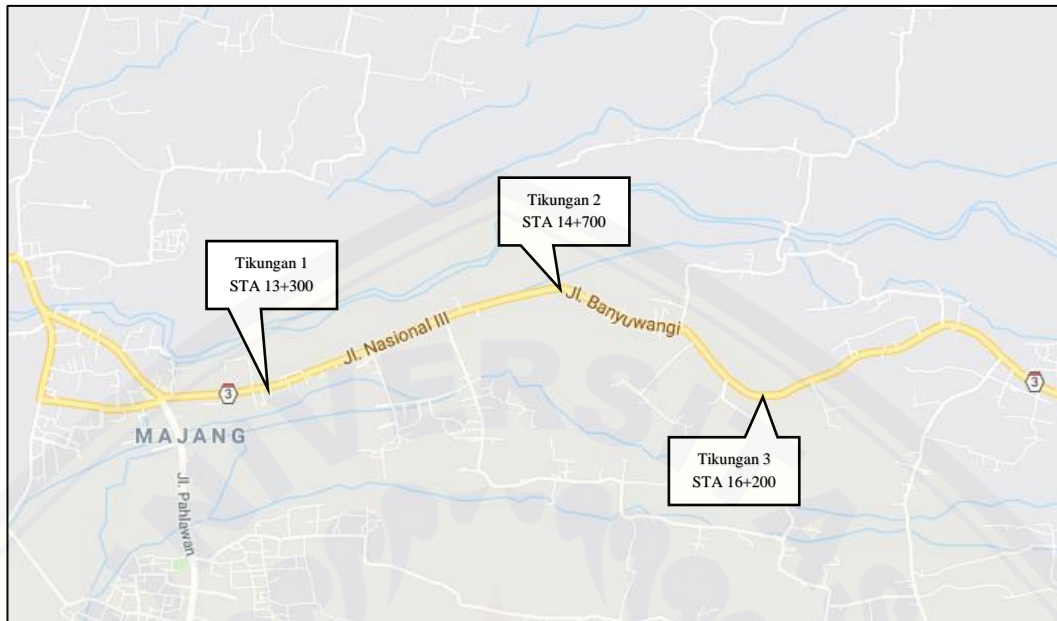 Tikungan 2
STA 14+700
Tikungan 1
STA 13+300
Jl. Banyuwangi
Jl. Nasional III
3
3
MAJANG
Tikungan 3
STA 16+200
Jl. Pahlawan